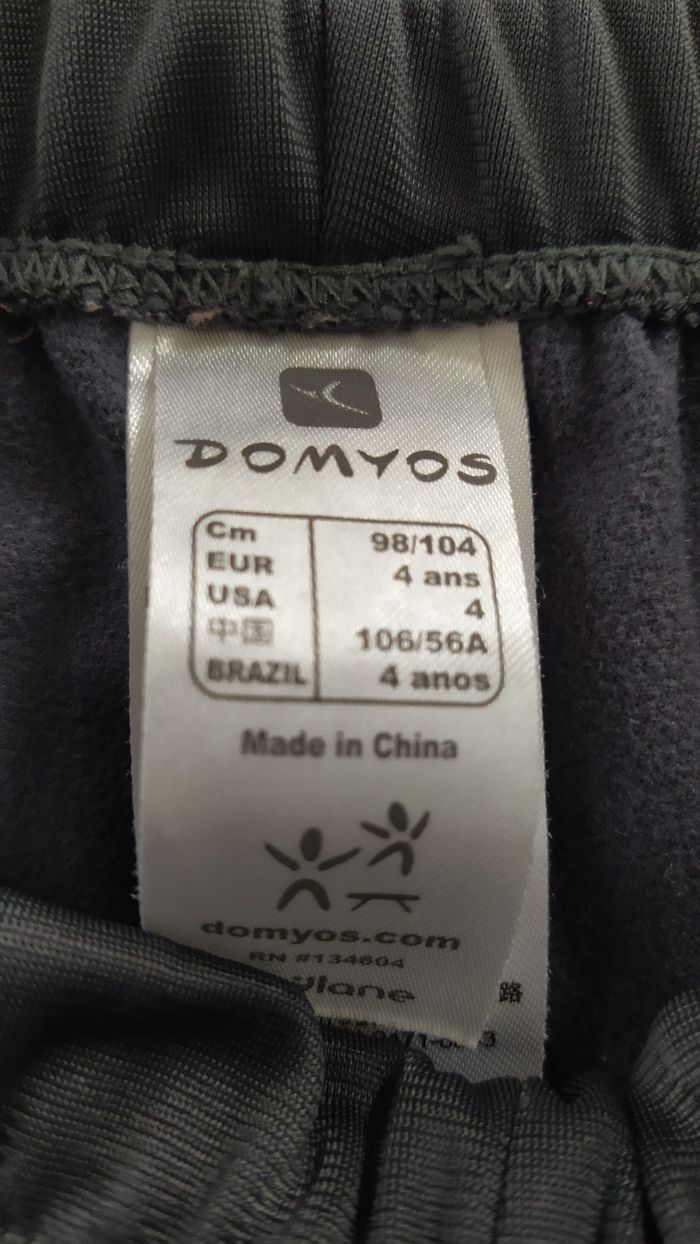 DOMYOS
Cm 98/104
EUR 4 ans
USA 4
中国 106/56A
BRAZIL 4 anos
Made in China
domyos.com
RN #134604
路